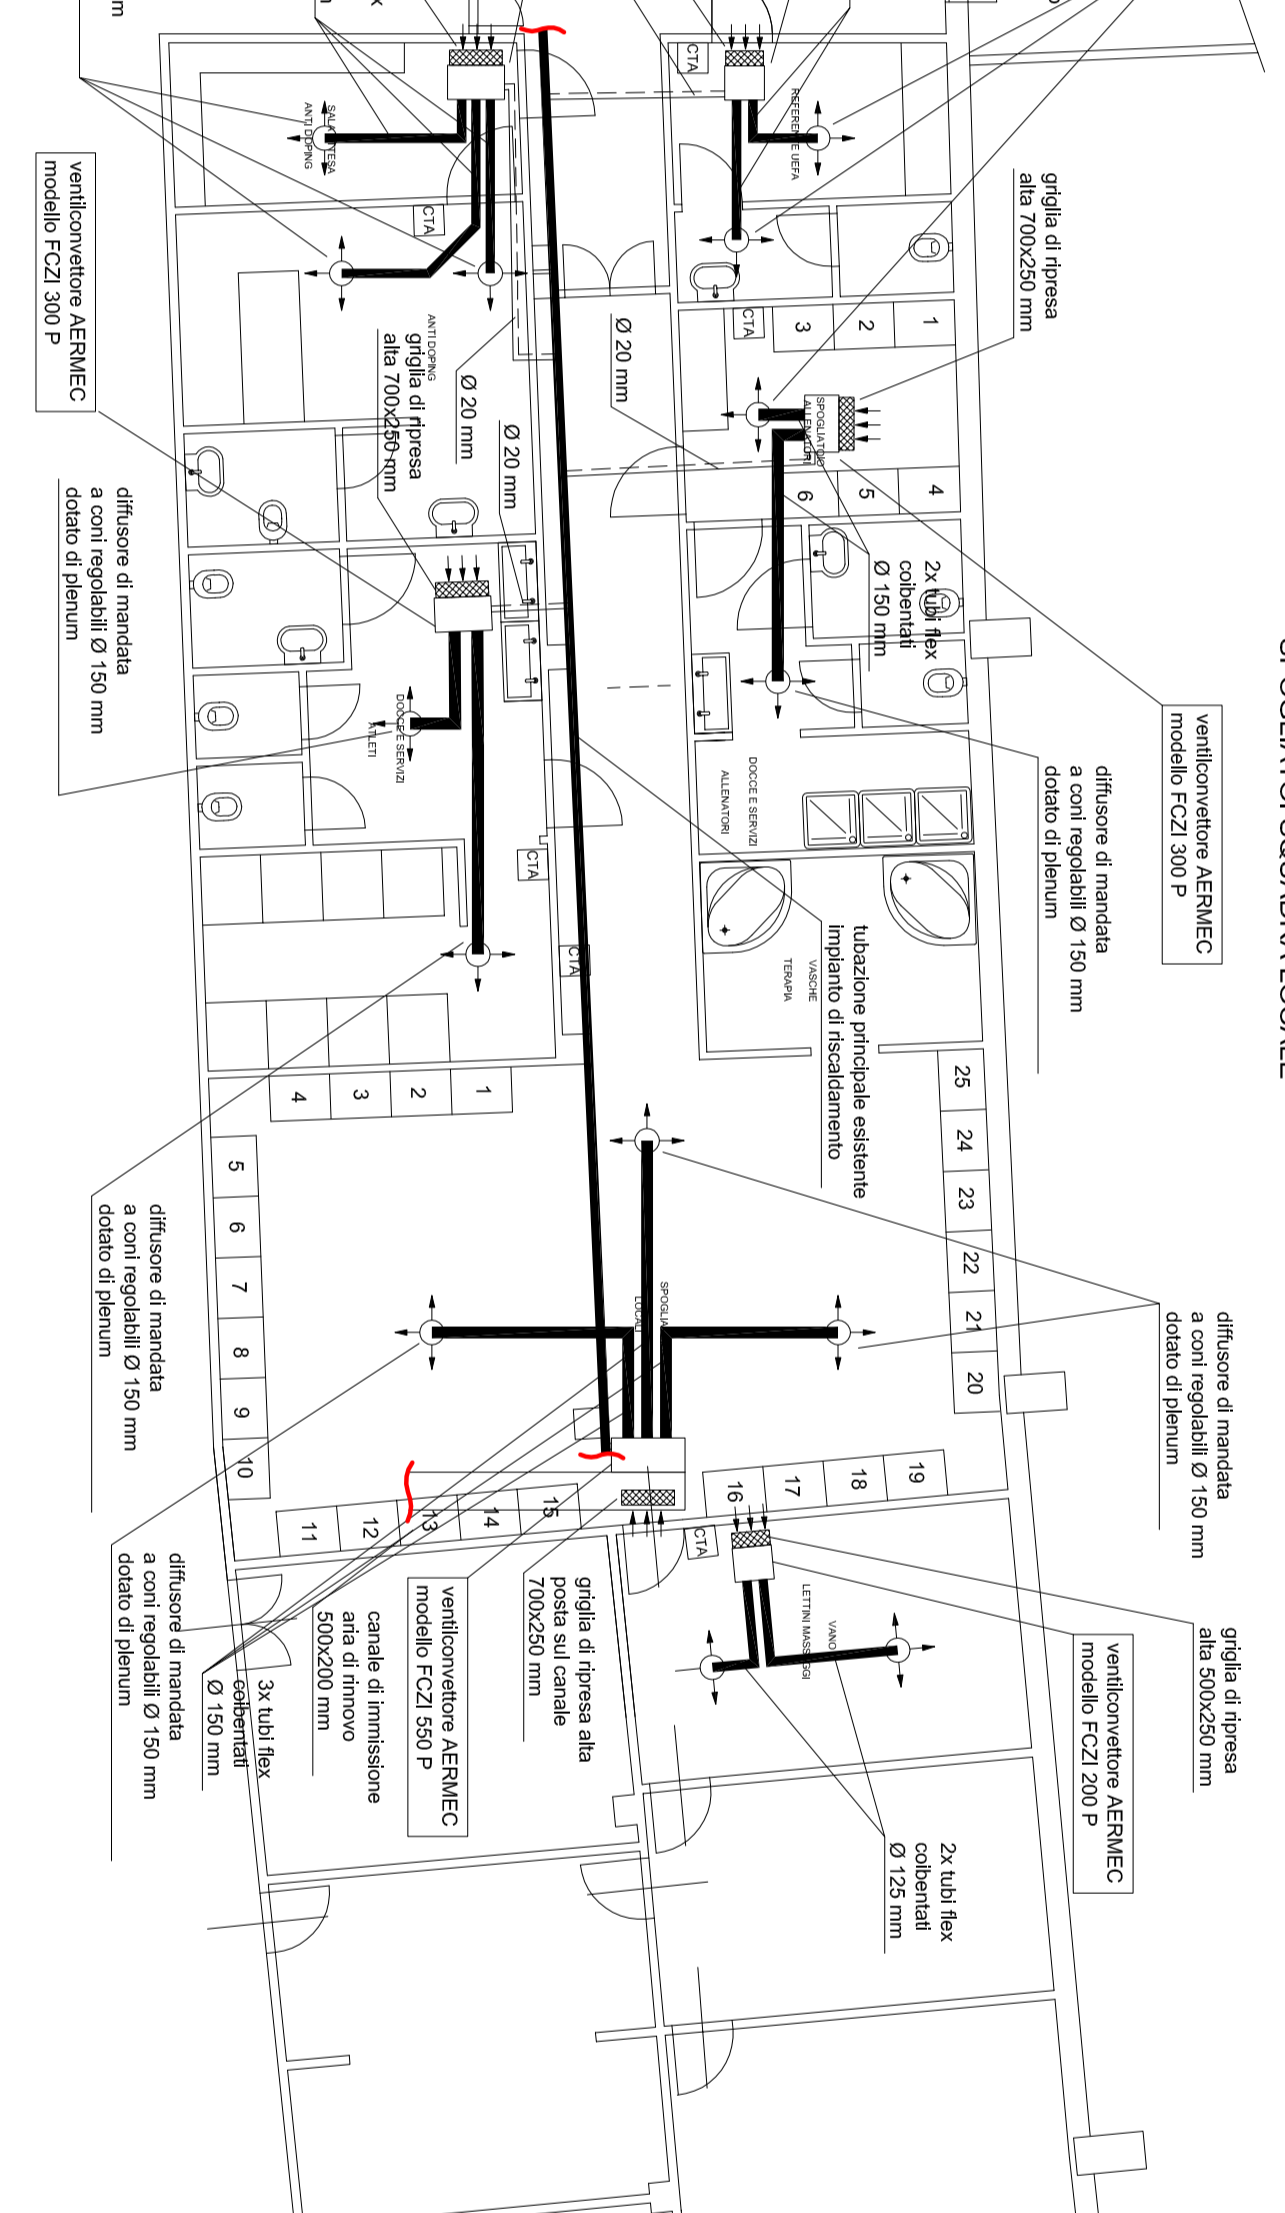 SPOGLIATOI SQUADRA LOCALE
ventilconvettore AERMEC
modello FCZI 300 P
griglia di ripresa
alta 700x250 mm
diffusore di mandata
a coni regolabili Ø 150 mm
dotato di plenum
diffusore di mandata
a coni regolabili Ø 150 mm
dotato di plenum
griglia di ripresa
alta 500x250 mm
ventilconvettore AERMEC
modello FCZI 200 P
2x tubi flex
coibentati
Ø 125 mm
2x tubi flex
coibentati
Ø 150 mm
CTA
REFERENTE UEFA
1
2
3
CTA
SPOGLIATOIO
ALLENATORI
4
5
6
DOCCE E SERVIZI
ALLENATORI
VASCHE
TERAPIA
tubazione principale esistente
impianto di riscaldamento
25
24
23
22
21
20
19
18
17
16
CTA
VANO
LETTINI MASSAGGI
Ø 20 mm
Ø 20 mm
Ø 20 mm
SALA ATTESA
ANTI DOPING
CTA
ANTI DOPING
griglia di ripresa
alta 700x250 mm
DOCCE E SERVIZI
ATLETI
CTA
CTA
SPOGLIA
LOCALI
1
2
3
4
5
6
7
8
9
10
11
12
13
14
15
griglia di ripresa alta
posta sul canale
700x250 mm
ventilconvettore AERMEC
modello FCZI 550 P
canale di immissione
aria di rinnovo
500x200 mm
3x tubi flex
coibentati
Ø 150 mm
diffusore di mandata
a coni regolabili Ø 150 mm
dotato di plenum
diffusore di mandata
a coni regolabili Ø 150 mm
dotato di plenum
diffusore di mandata
a coni regolabili Ø 150 mm
dotato di plenum
ventilconvettore AERMEC
modello FCZI 300 P